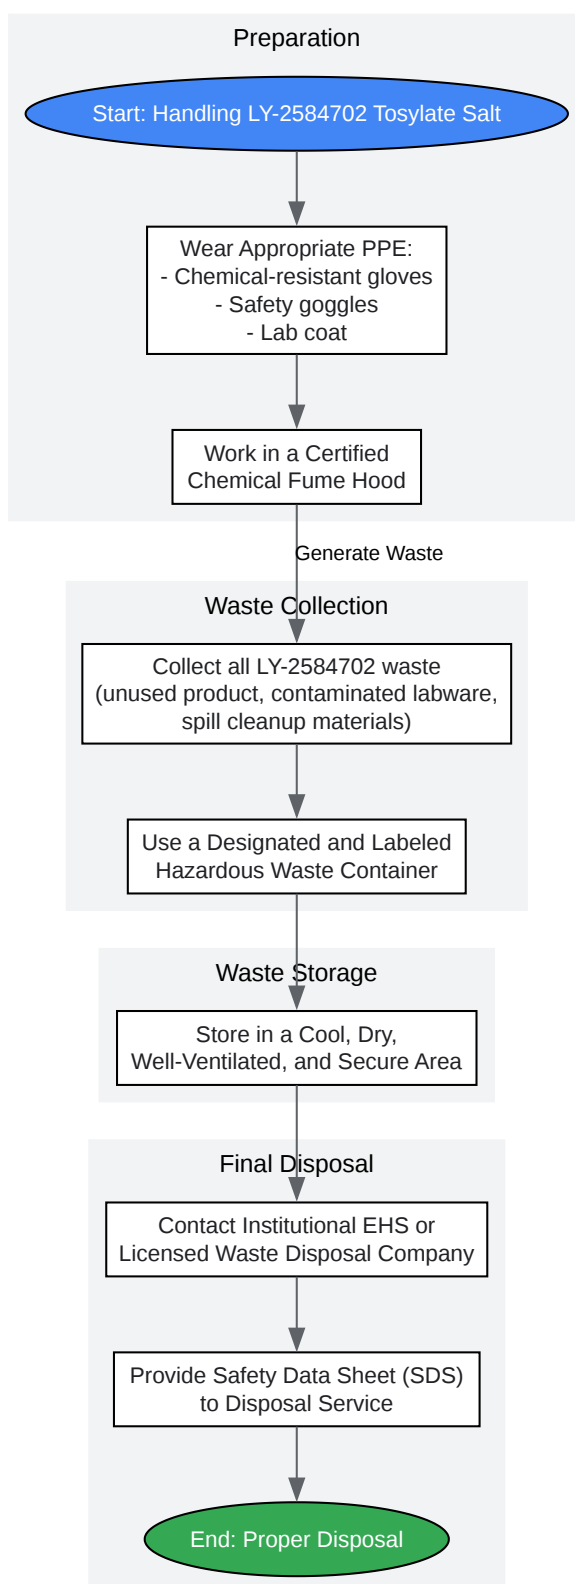 Preparation
Start: Handling LY-2584702 Tosylate Salt
Wear Appropriate PPE:
- Chemical-resistant gloves
- Safety goggles
- Lab coat
Work in a Certified
Chemical Fume Hood
Generate Waste
Waste Collection
Collect all LY-2584702 waste
(unused product, contaminated labware,
spill cleanup materials)
Use a Designated and Labeled
Hazardous Waste Container
Waste Storage
Store in a Cool, Dry,
Well-Ventilated, and Secure Area
Final Disposal
Contact Institutional EHS or
Licensed Waste Disposal Company
Provide Safety Data Sheet (SDS)
to Disposal Service
End: Proper Disposal